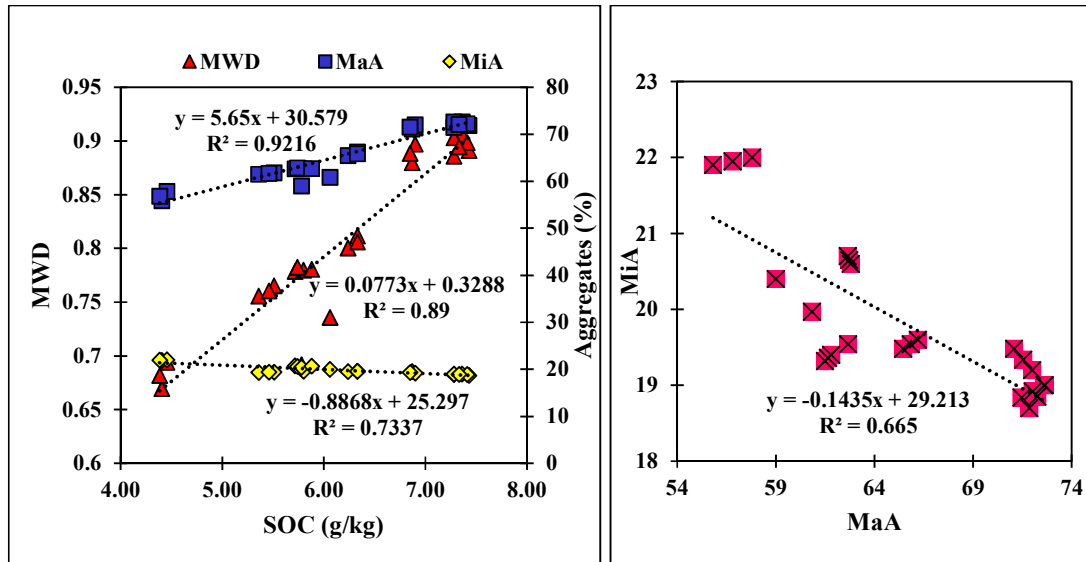 MWD MaA MiA
0.95
0.9
0.85
0.8
0.75
0.7
0.65
0.6
MWD
y = 5.65x + 30.579
R² = 0.9216
y = 0.0773x + 0.3288
R² = 0.89
y = -0.8868x + 25.297
R² = 0.7337
80
70
60
50
40
30
20
10
0
Aggregates (%)
4.00 5.00 6.00 7.00 8.00
SOC (g/kg)
23
22
21
20
19
18
MiA
y = -0.1435x + 29.213
R² = 0.665
54 59 64 69 74
MaA